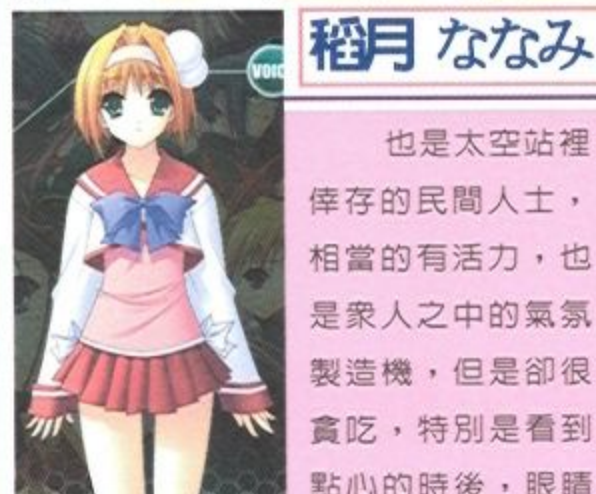 VOIC
稻月 ななみ
也是太空站裡
倖存的民間人士，
相當的有活力，也
是衆人之中的氣氛
製造機，但是卻很
貪吃，特別是看到
點心的時後，眼睛